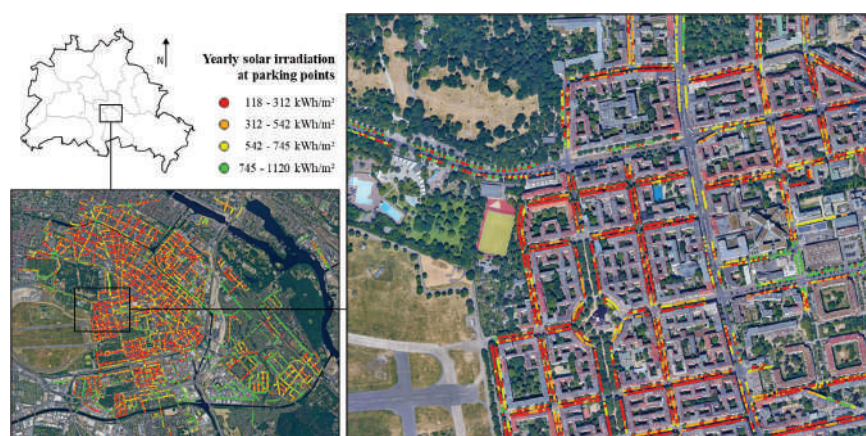 N
Yearly solar irradiation
at parking points
118 - 312 kWh/m²
312 - 542 kWh/m²
542 - 745 kWh/m²
745 - 1120 kWh/m²